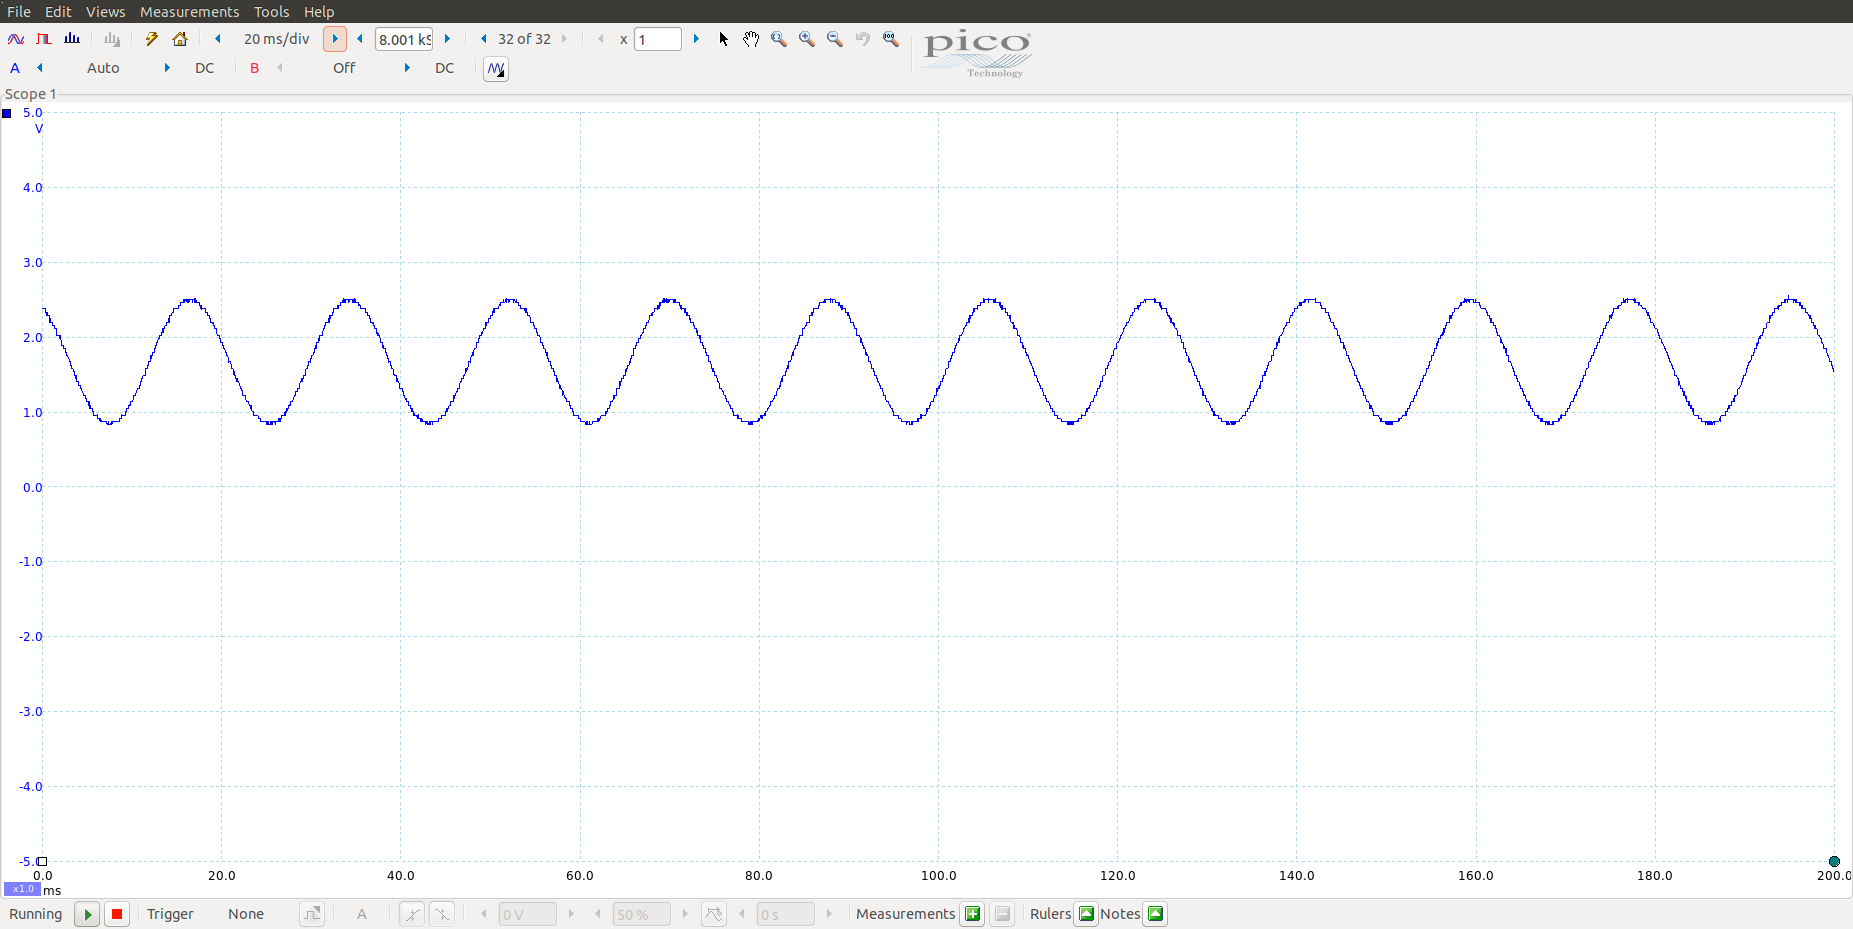 File Edit Views Measurements Tools Help
20 ms/div 8.001 kS 32 of 32 x 1
pico
Technology
A Auto DC B Off DC
Scope 1
5.0
V
4.0
3.0
2.0
1.0
0.0
-1.0
-2.0
-3.0
-4.0
-5.0
0.0 20.0 40.0 60.0 80.0 100.0 120.0 140.0 160.0 180.0 200.0
x1.0 ms
Running Trigger None A 0 V 50 % 0 s Measurements Rulers Notes